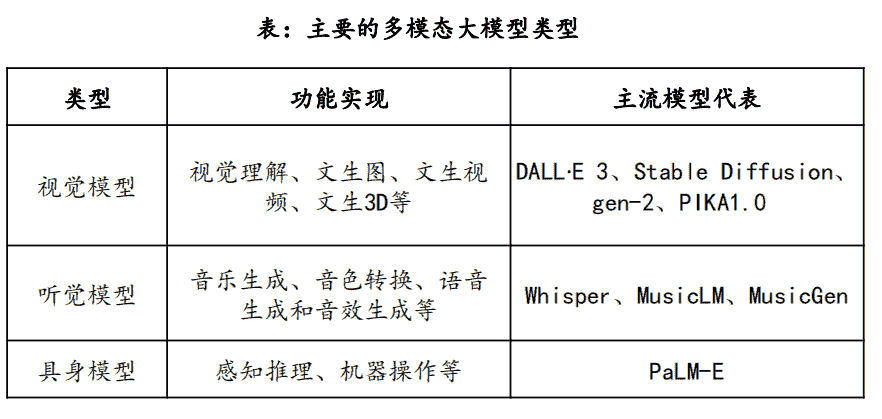 表：主要的多模态大模型类型
类型 功能实现 主流模型代表
视觉模型 视觉理解、文生图、文生视
频、文生3D等 DALL·E 3、Stable Diffusion、
gen-2、PIKA1.0
听觉模型 音乐生成、音色转换、语音
生成和音效生成等 Whisper、MusicLM、MusicGen
具身模型 感知推理、机器操作等 PaLM-E